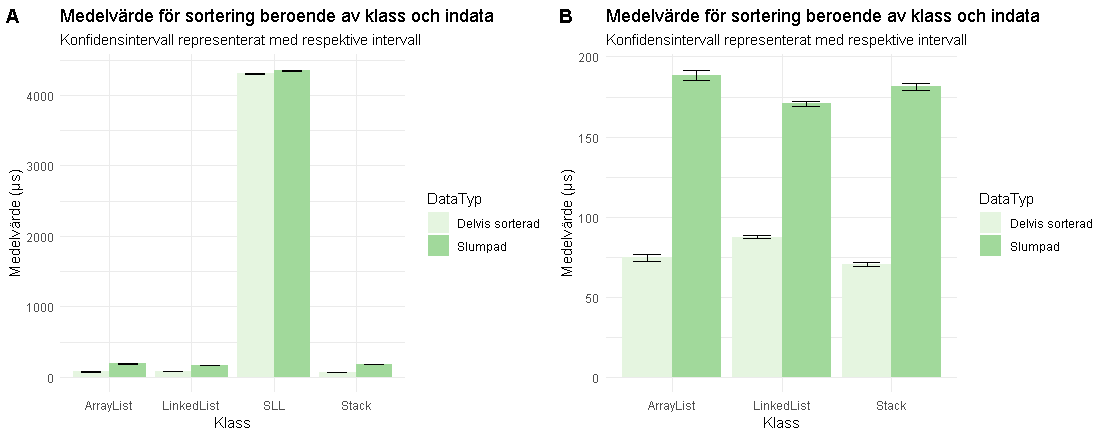 A
Medelvärde för sortering beroende av klass och indata
Konfidensintervall representerat med respektive intervall
Medelvärde (µs)
4000
3000
2000
1000
0
ArrayList
LinkedList
SLL
Stack
Klass
DataTyp
Delvis sorterad
Slumpad
B
Medelvärde för sortering beroende av klass och indata
Konfidensintervall representerat med respektive intervall
Medelvärde (µs)
200
150
100
50
0
ArrayList
LinkedList
Stack
Klass
DataTyp
Delvis sorterad
Slumpad